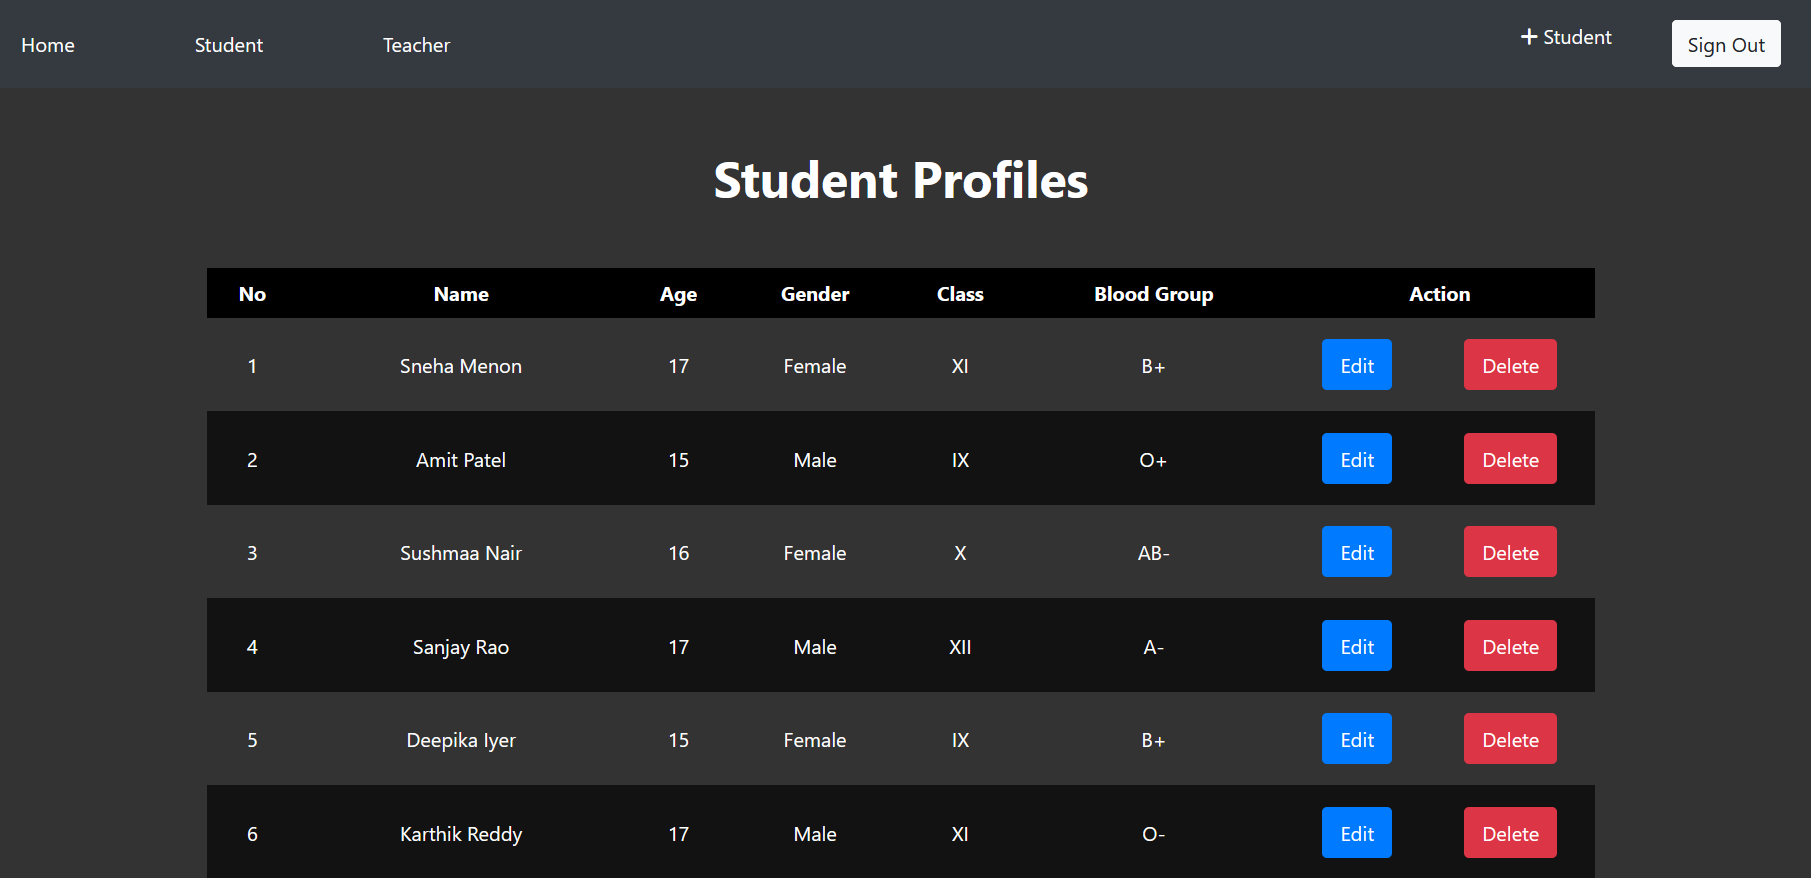 Home Student Teacher + Student Sign Out
Student Profiles
No Name Age Gender Class Blood Group Action
1 Sneha Menon 17 Female XI B+ Edit Delete
2 Amit Patel 15 Male IX O+ Edit Delete
3 Sushmaa Nair 16 Female X AB- Edit Delete
4 Sanjay Rao 17 Male XII A- Edit Delete
5 Deepika Iyer 15 Female IX B+ Edit Delete
6 Karthik Reddy 17 Male XI O- Edit Delete